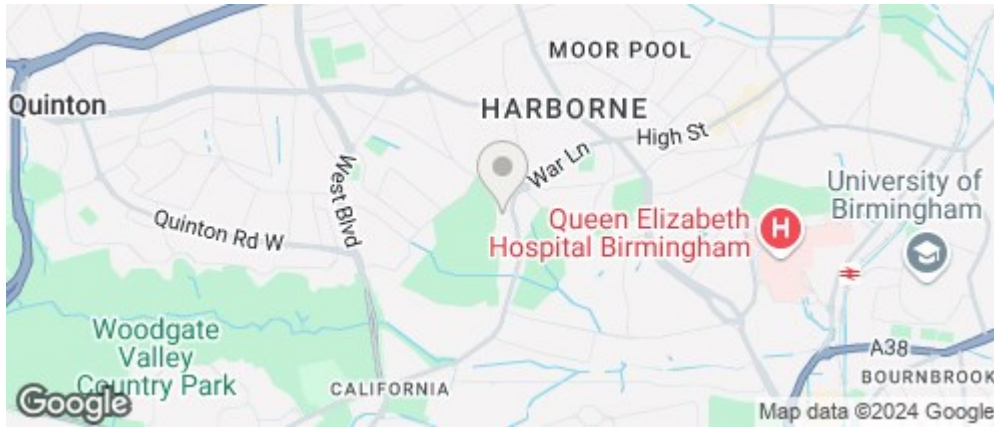 MOOR POOL
Quinton
HARBORNE
High St
War Ln
West Blvd
University of
Birmingham
Quinton Rd W
Queen Elizabeth
Hospital Birmingham
H
Woodgate
Valley
Country Park
A38
CALIFORNIA
BOURNBROOK
Google
Map data ©2024 Google